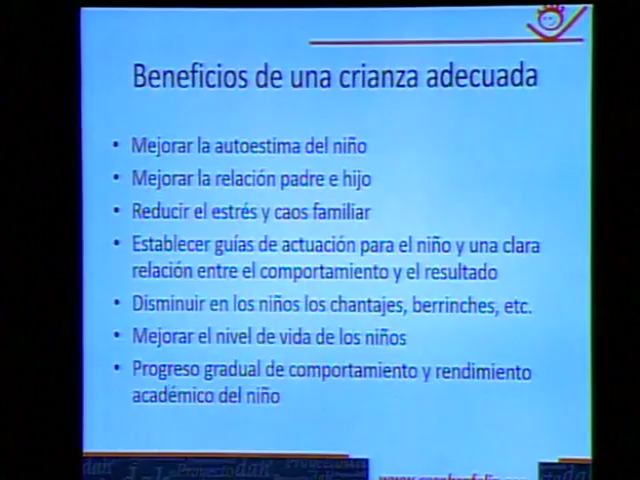 Beneficios de una crianza adecuada
• Mejorar la autoestima del niño
• Mejorar la relación padre e hijo
• Reducir el estrés y caos familiar
• Establecer guías de actuación para el niño y una clara
relación entre el comportamiento y el resultado
• Disminuir en los niños los chantajes, berrinches, etc.
• Mejorar el nivel de vida de los niños
• Progreso gradual de comportamiento y rendimiento
académico del niño
dar Proyectodar